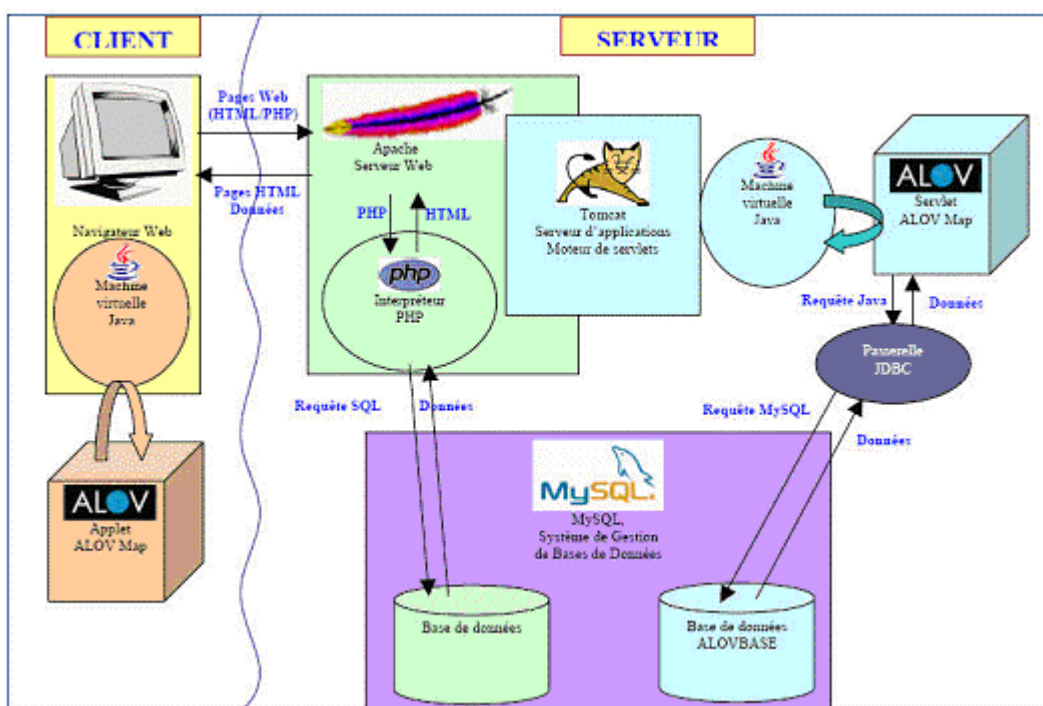 CLIENT
SERVEUR
Pages Web
(HTML/PHP)
Pages HTML
Données
Navigateur Web
Machine
virtuelle
Java
ALOV
Applet
ALOV Map
Apache
Serveur Web
PHP
HTML
php
Interpréteur
PHP
Tomcat
Serveur d'applications
Moteur de servlets
Machine
virtuelle
Java
ALOV
Servlet
ALOV Map
Requête Java
Données
Passerelle
JDBC
Requête SQL
Données
Requête MySQL
Données
MySQL
MySQL,
Système de Gestion
de Bases de Données
Base de données
Base de données
ALOVBASE